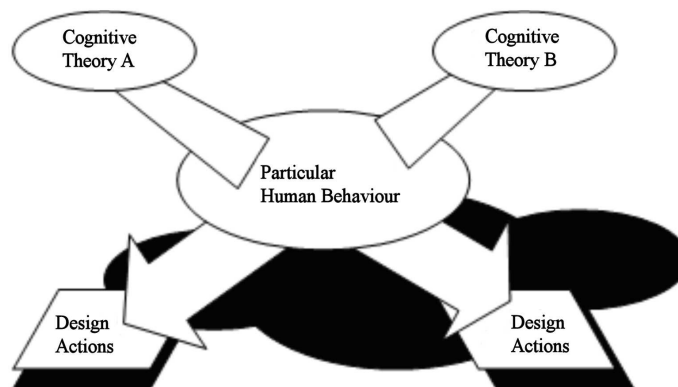 Cognitive
Theory A
Cognitive
Theory B
Particular
Human Behaviour
Design
Actions
Design
Actions